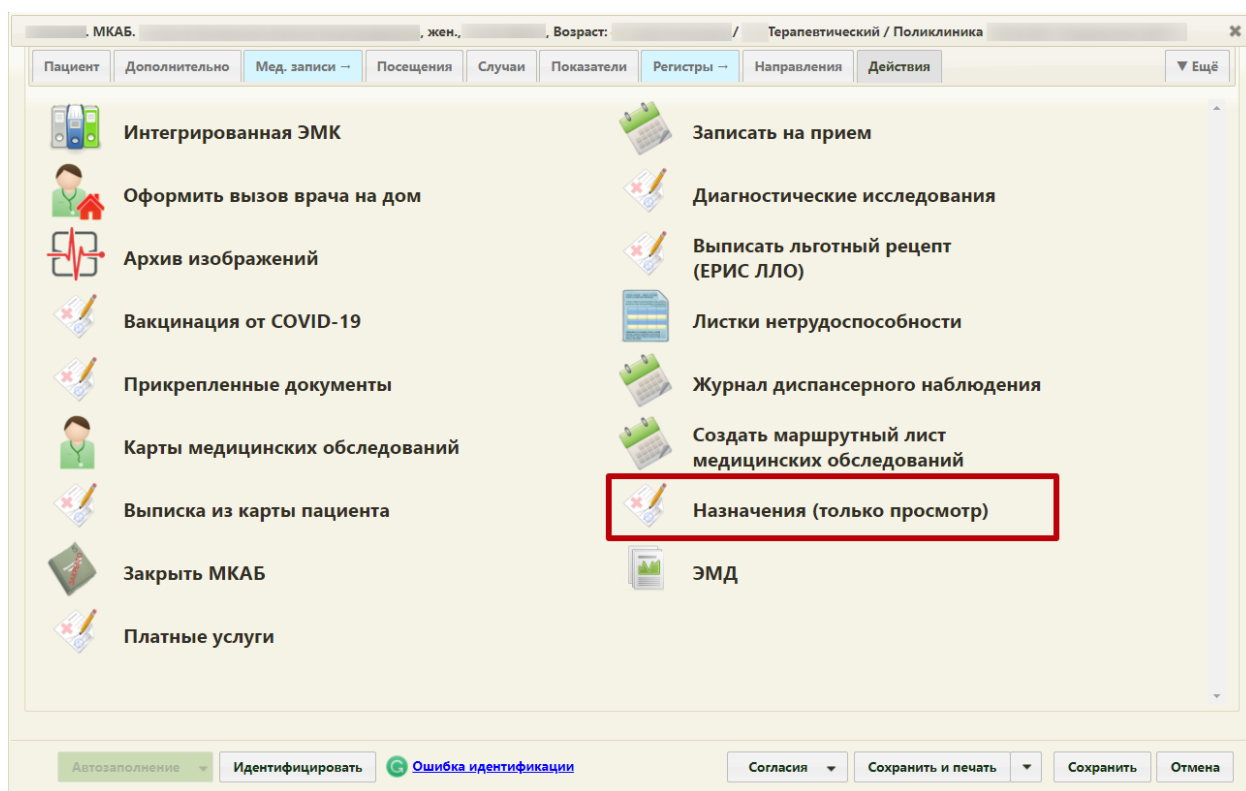 . МКАБ. , жен., , Возраст: / Терапевтический / Поликлиника
Пациент Дополнительно Мед. записи → Посещения Случаи Показатели Регистры → Направления Действия ▼ Ещё
Интегрированная ЭМК
Записать на прием
Оформить вызов врача на дом
Диагностические исследования
Архив изображений
Выписать льготный рецепт
(ЕРИС ЛЛО)
Вакцинация от COVID-19
Листки нетрудоспособности
Прикрепленные документы
Журнал диспансерного наблюдения
Карты медицинских обследований
Создать маршрутный лист
медицинских обследований
Выписка из карты пациента
Назначения (только просмотр)
Закрыть МКАБ
ЭМД
Платные услуги
Автозаполнение Идентифицировать Ошибка идентификации Согласия Сохранить и печать Сохранить Отмена